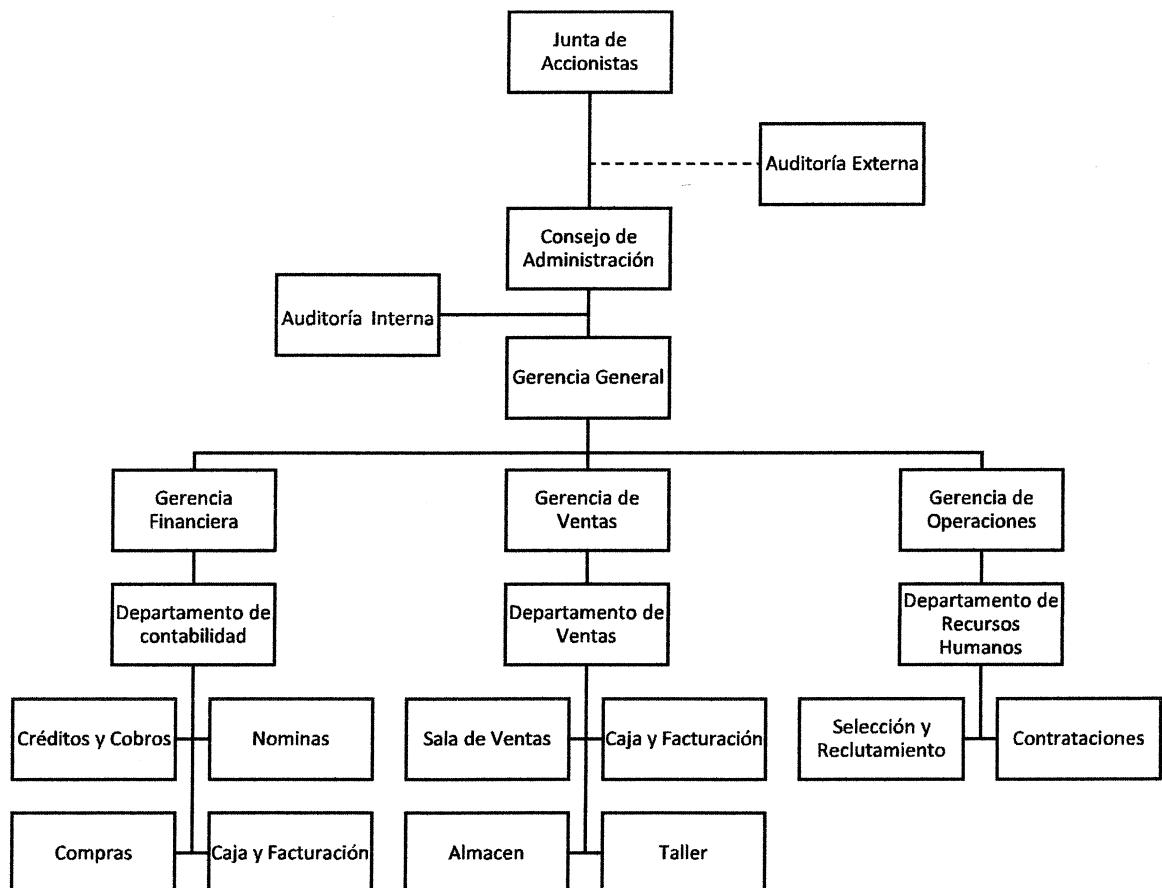 Junta de
Accionistas
Auditoría Externa
Consejo de
Administración
Auditoría Interna
Gerencia General
Gerencia
Financiera
Gerencia de
Ventas
Gerencia de
Operaciones
Departamento de
contabilidad
Departamento de
Ventas
Departamento de
Recursos
Humanos
Créditos y Cobros
Nominas
Sala de Ventas
Caja y Facturación
Selección y
Reclutamiento
Contrataciones
Compras
Caja y Facturación
Almacen
Taller